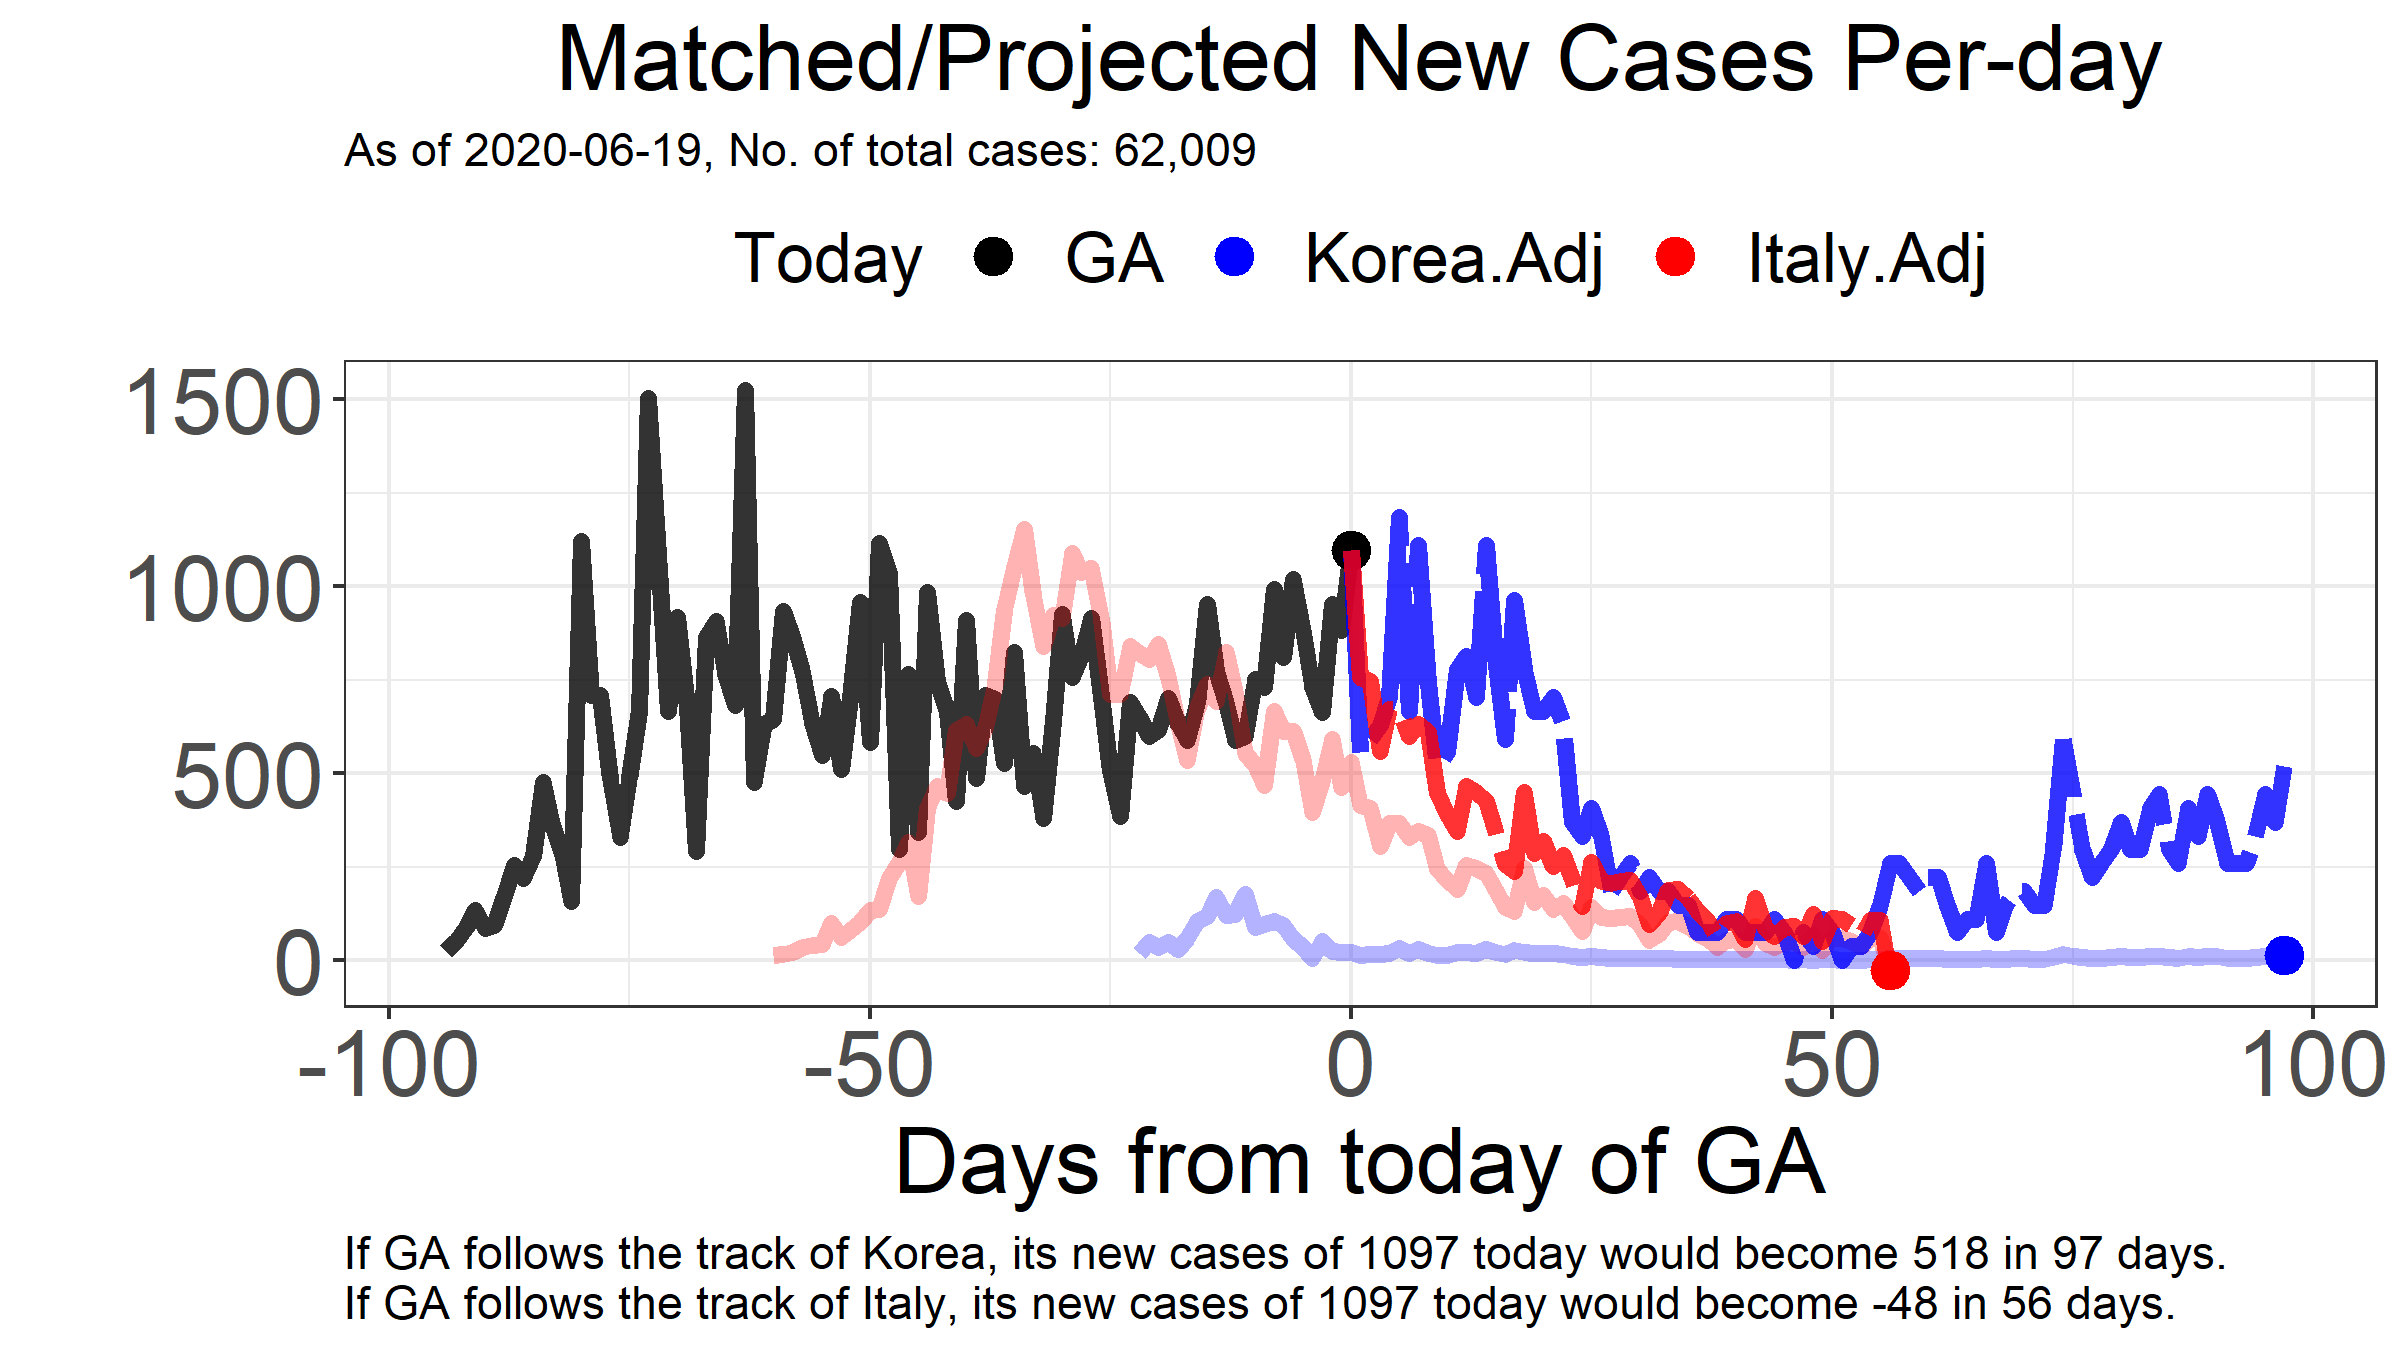 Matched/Projected New Cases Per-day
As of 2020-06-19, No. of total cases: 62,009
Today GA Korea.Adj Italy.Adj
1500
1000
500
0
-100 -50 0 50 100
Days from today of GA
If GA follows the track of Korea, its new cases of 1097 today would become 518 in 97 days.
If GA follows the track of Italy, its new cases of 1097 today would become -48 in 56 days.